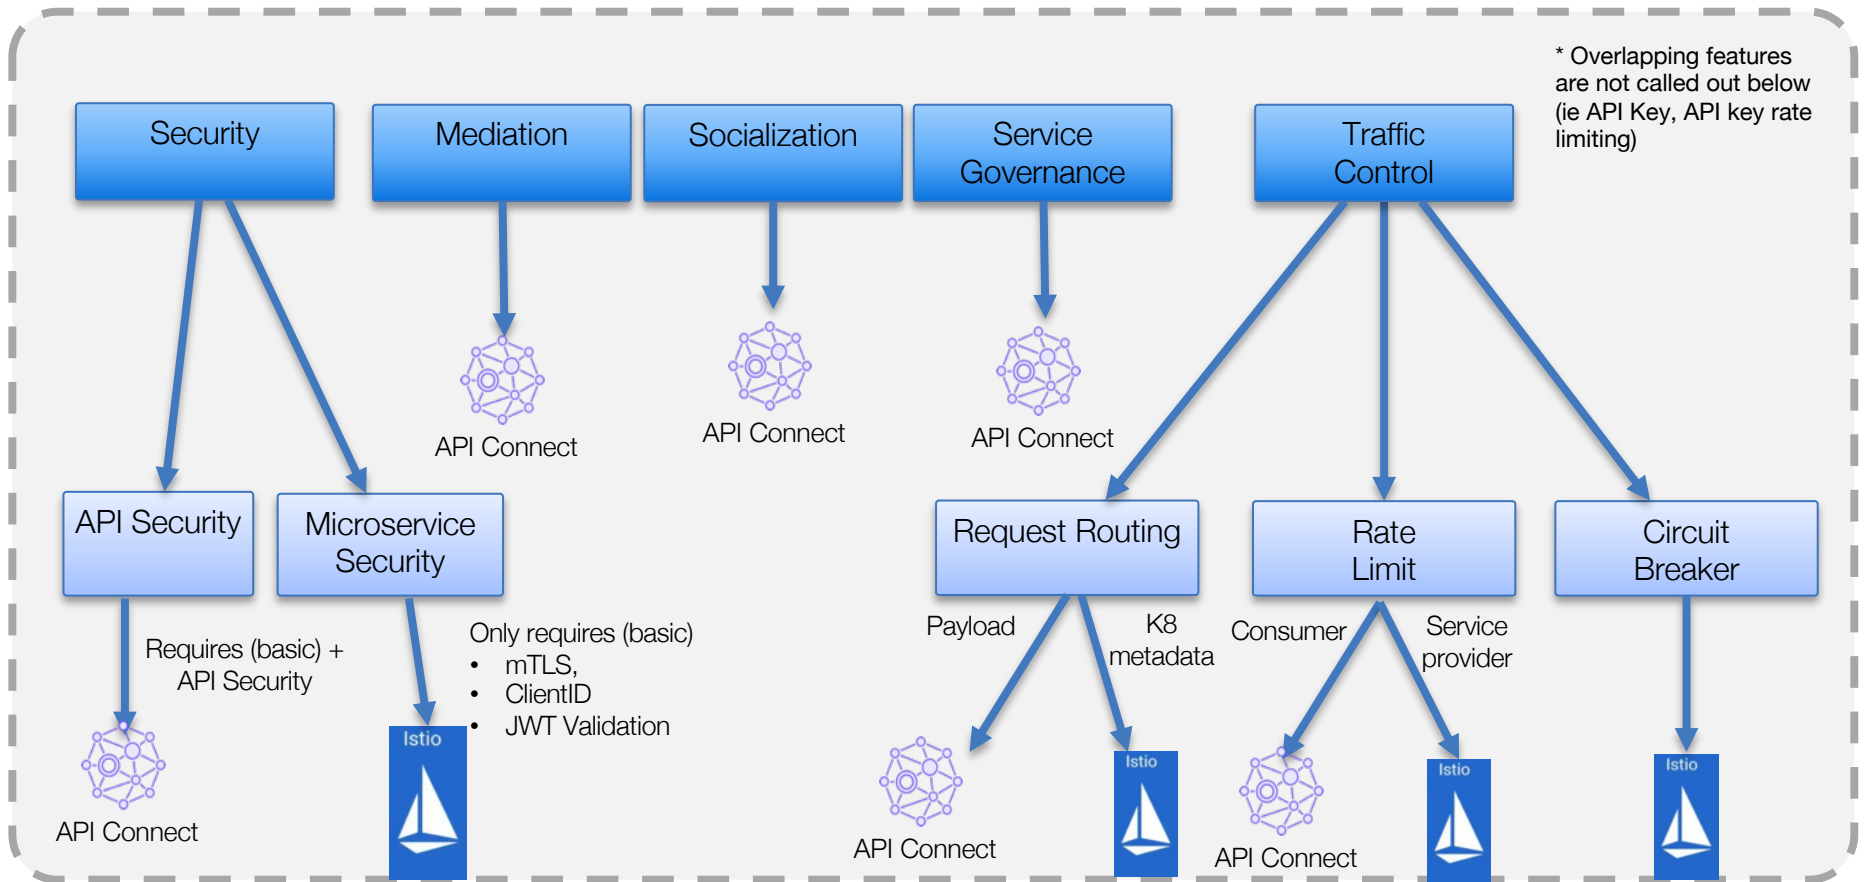 * Overlapping features
are not called out below
(ie API Key, API key rate
limiting)
Security
Mediation
Socialization
Service
Governance
Traffic
Control
API Connect
API Connect
API Connect
API Security
Microservice
Security
Request Routing
Rate
Limit
Circuit
Breaker
Requires (basic) +
API Security
Only requires (basic)
• mTLS,
• ClientID
• JWT Validation
Payload
K8
metadata
Consumer
Service
provider
API Connect
Istio
API Connect
Istio
API Connect
Istio
Istio